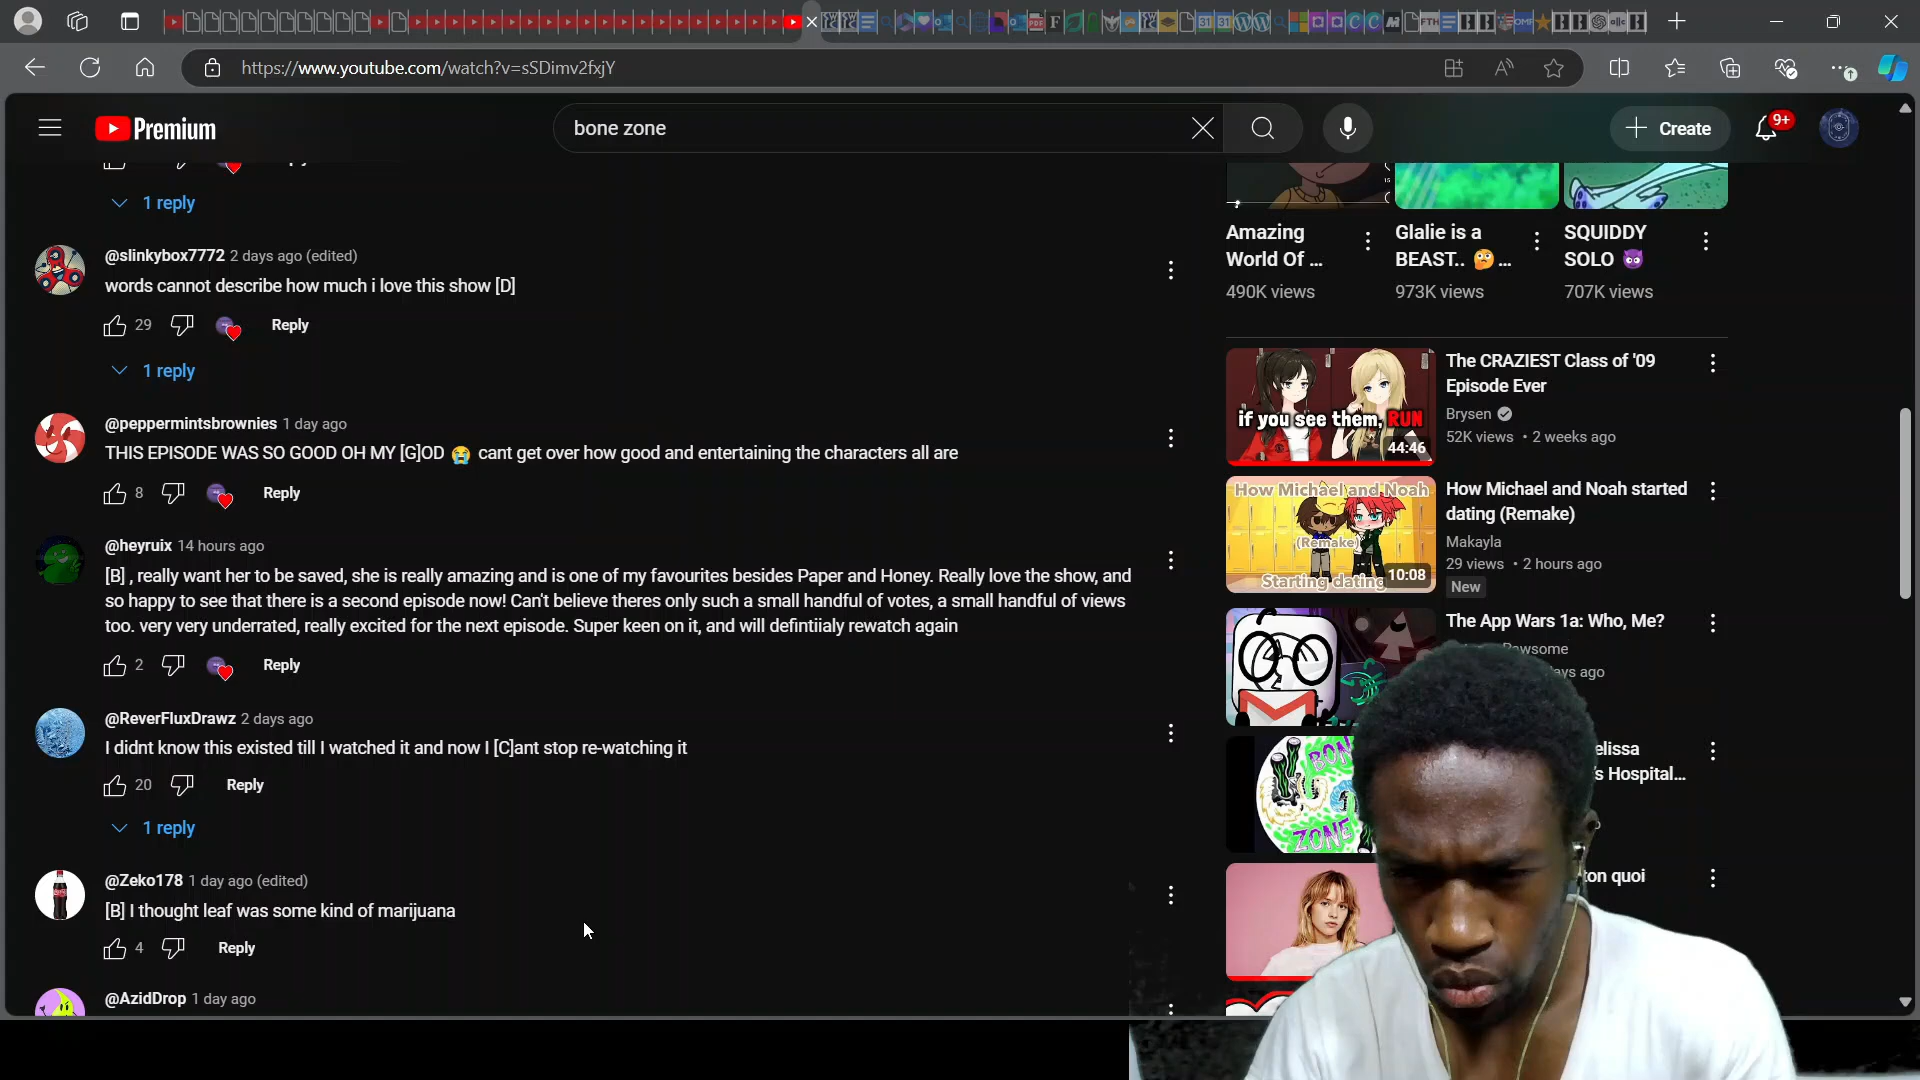 https://www.youtube.com/watch?v=sSDimv2fxjY
Premium
bone zone
Create
9+
1 reply
@slinkybox7772 2 days ago (edited)
words cannot describe how much i love this show [D]
29
Reply
1 reply
@peppermintsbrownies 1 day ago
THIS EPISODE WAS SO GOOD OH MY [G]OD 😭 cant get over how good and entertaining the characters all are
8
Reply
@heyruix 14 hours ago
[B] , really want her to be saved, she is really amazing and is one of my favourites besides Paper and Honey. Really love the show, and
so happy to see that there is a second episode now! Can't believe theres only such a small handful of votes, a small handful of views
too. very very underrated, really excited for the next episode. Super keen on it, and will defintiialy rewatch again
2
Reply
@ReverFluxDrawz 2 days ago
I didnt know this existed till I watched it and now I [C]ant stop re-watching it
20
Reply
1 reply
@Zeko178 1 day ago (edited)
[B] I thought leaf was some kind of marijuana
4
Reply
@AzidDrop 1 day ago
Amazing
World Of ...
490K views
Glalie is a
BEAST.. 🤔 ...
973K views
SQUIDDY
SOLO 😈
707K views
if you see them, RUN
44:46
The CRAZIEST Class of '09
Episode Ever
Brysen
52K views • 2 weeks ago
How Michael and Noah started
dating (Remake)
Makayla
29 views • 2 hours ago
New
How Michael and Noah
(Remake)
Starting dating
10:08
The App Wars 1a: Who, Me?
ZONE